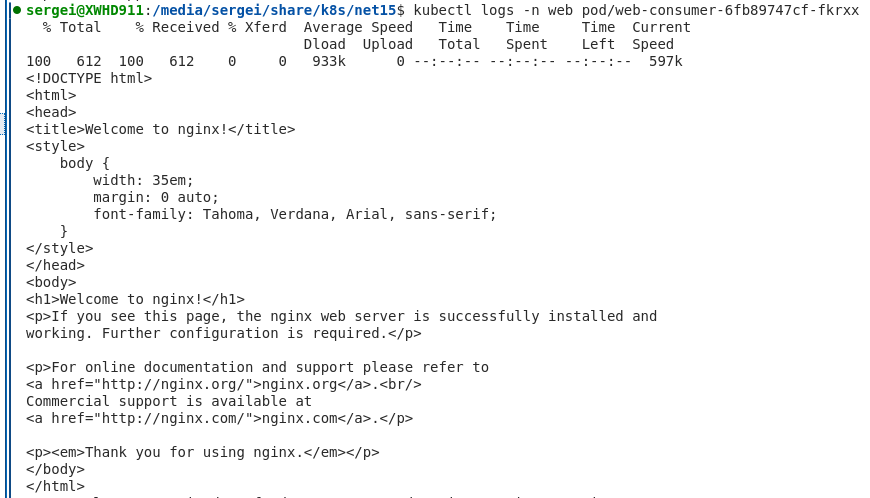 sergei@XWHD911:/media/sergei/share/k8s/net15$ kubectl logs -n web pod/web-consumer-6fb89747cf-fkrxx
  % Total    % Received % Xferd  Average Speed   Time    Time     Time  Current
                                 Dload  Upload   Total   Spent    Left  Speed
100   612  100   612    0     0   933k      0 --:--:-- --:--:-- --:--:--  597k
<!DOCTYPE html>
<html>
<head>
<title>Welcome to nginx!</title>
<style>
    body {
        width: 35em;
        margin: 0 auto;
        font-family: Tahoma, Verdana, Arial, sans-serif;
    }
</style>
</head>
<body>
<h1>Welcome to nginx!</h1>
<p>If you see this page, the nginx web server is successfully installed and
working. Further configuration is required.</p>

<p>For online documentation and support please refer to
<a href="http://nginx.org/">nginx.org</a>.<br/>
Commercial support is available at
<a href="http://nginx.com/">nginx.com</a>.</p>

<p><em>Thank you for using nginx.</em></p>
</body>
</html>